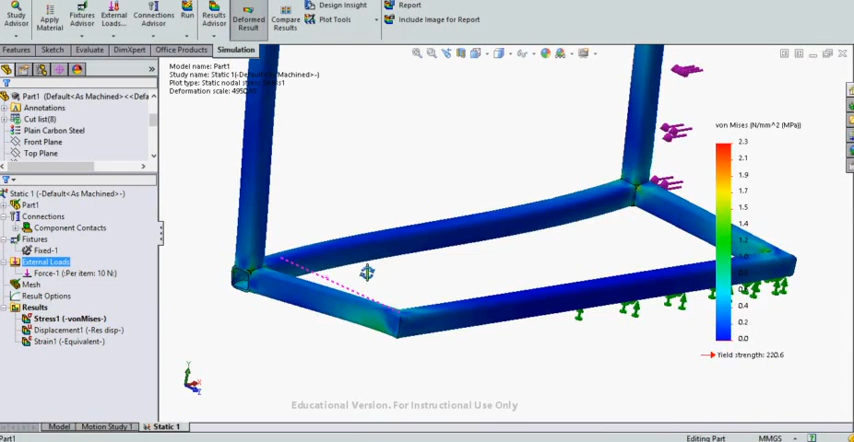 Study Advisor
Apply Material
Fixtures Advisor
External Loads...
Connections Advisor
Run
Results Advisor
Deformed Result
Compare Results
Design Insight
Plot Tools
Report
Include Image for Report
Features Sketch Evaluate DimXpert Office Products Simulation
Part1 (Default<As Machined><<Defa
Annotations
Cut list(8)
Plain Carbon Steel
Front Plane
Top Plane
Static 1 (-Default<As Machined>-)
Part1
Connections
Component Contacts
Fixtures
Fixed-1
External Loads
Force-1 (:Per item: 10 N:)
Mesh
Result Options
Results
Stress1 (-vonMises-)
Displacement1 (-Res disp-)
Strain1 (-Equivalent-)
Model name: Part1
Study name: Static 1(-Default<As Machined>-)
Plot type: Static nodal stress
Deformation scale:
von Mises (N/mm^2 (MPa))
2.3
2.1
1.9
1.7
1.5
1.4
1.2
1.0
0.8
0.6
0.4
0.2
0.0
Yield strength: 220.6
Y
X
Educational Version. For Instructional Use Only
Model Motion Study 1 Static 1
Part1
Editing Part
MMGS